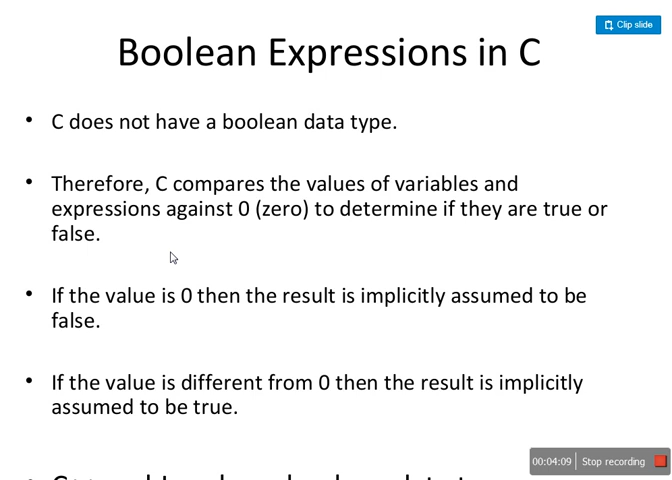 Clip slide
Boolean Expressions in C
• C does not have a boolean data type.
• Therefore, C compares the values of variables and
expressions against 0 (zero) to determine if they are true or
false.
• If the value is 0 then the result is implicitly assumed to be
false.
• If the value is different from 0 then the result is implicitly
assumed to be true.
00:04:09 Stop recording